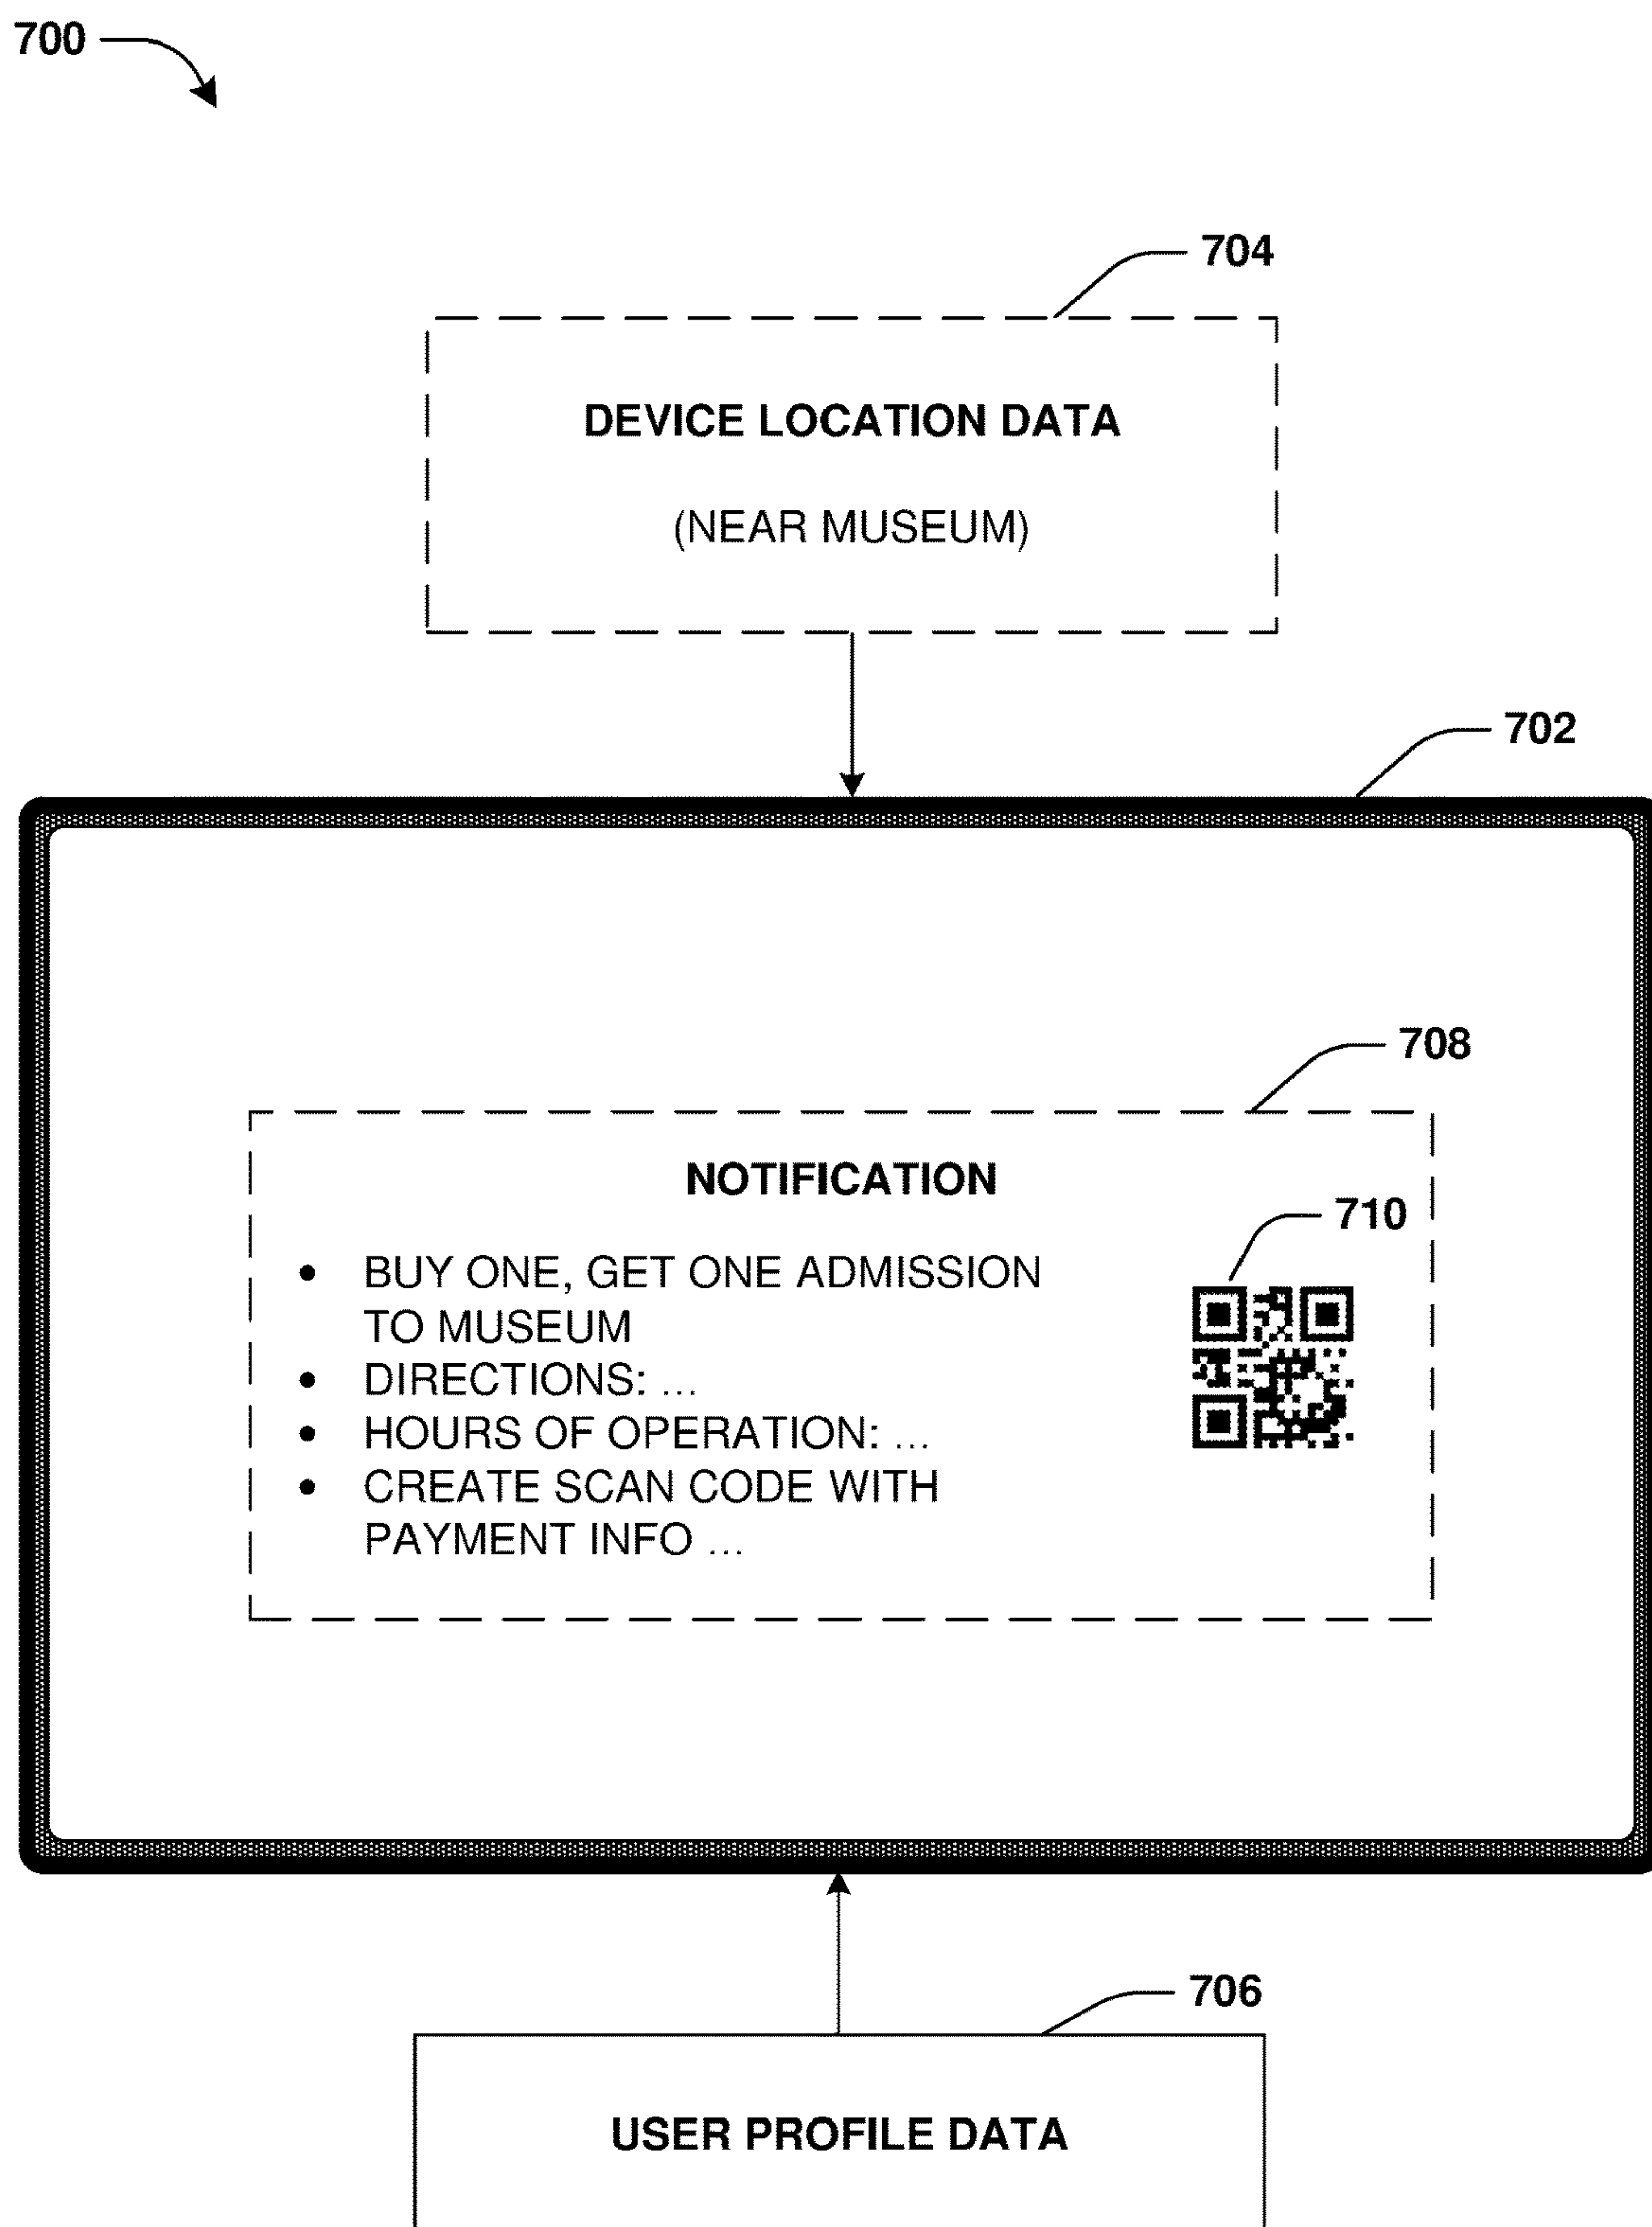 700
704
DEVICE LOCATION DATA
(NEAR MUSEUM)
702
708
NOTIFICATION
710
• BUY ONE, GET ONE ADMISSION
TO MUSEUM
• DIRECTIONS: ...
• HOURS OF OPERATION: ...
• CREATE SCAN CODE WITH
PAYMENT INFO ...
706
USER PROFILE DATA